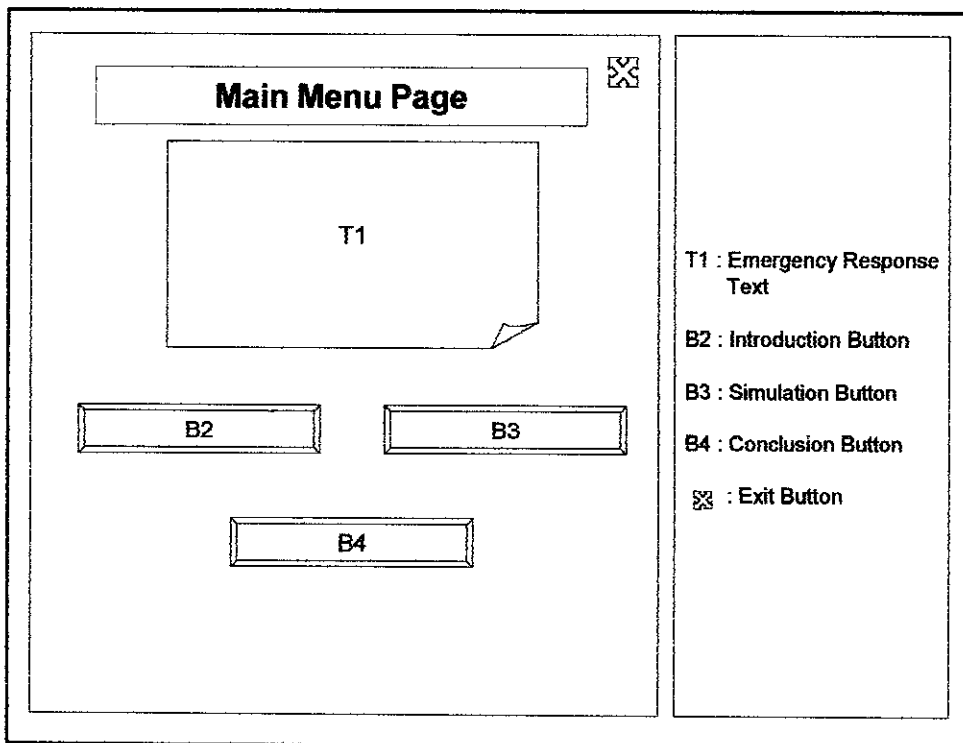 Main Menu Page
T1
B2
B3
B4
T1 : Emergency Response
Text
B2 : Introduction Button
B3 : Simulation Button
B4 : Conclusion Button
: Exit Button